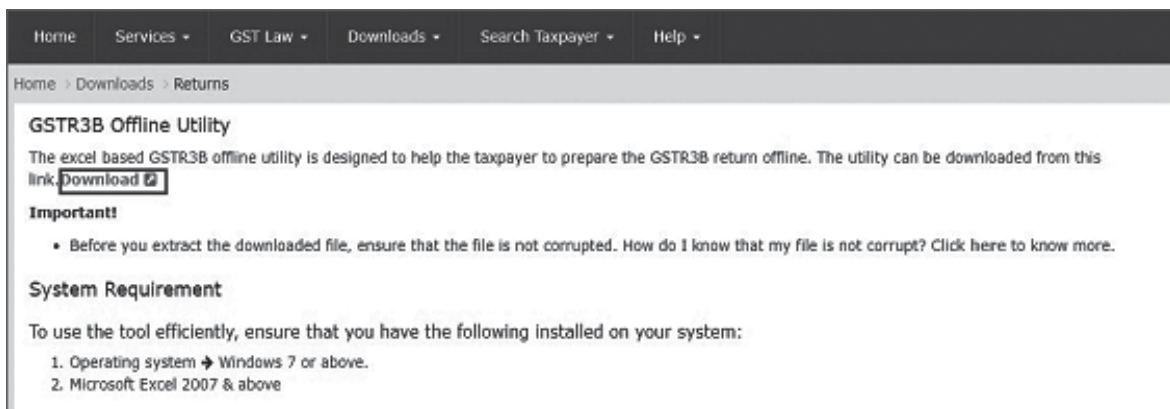 Home Services GST Law Downloads Search Taxpayer Help
Home > Downloads > Returns
GSTR3B Offline Utility
The excel based GSTR3B offline utility is designed to help the taxpayer to prepare the GSTR3B return offline. The utility can be downloaded from this
link. Download
Important!
• Before you extract the downloaded file, ensure that the file is not corrupted. How do I know that my file is not corrupt? Click here to know more.
System Requirement
To use the tool efficiently, ensure that you have the following installed on your system:
1. Operating system → Windows 7 or above.
2. Microsoft Excel 2007 & above